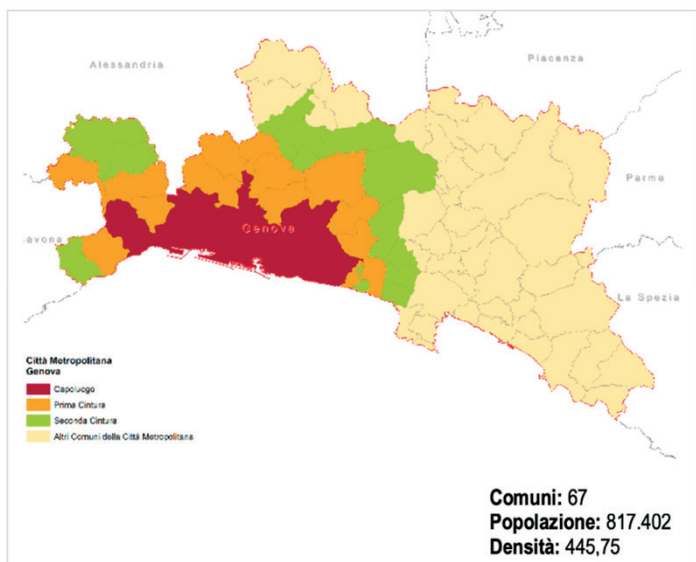 Alessandria
Piacenza
Parma
Genova
avona
La Spezia
Città Metropolitana
Genova
Capoluogo
Prima Cintura
Seconda Cintura
Altri Comuni della Città Metropolitana
Comuni: 67
Popolazione: 817.402
Densità: 445,75